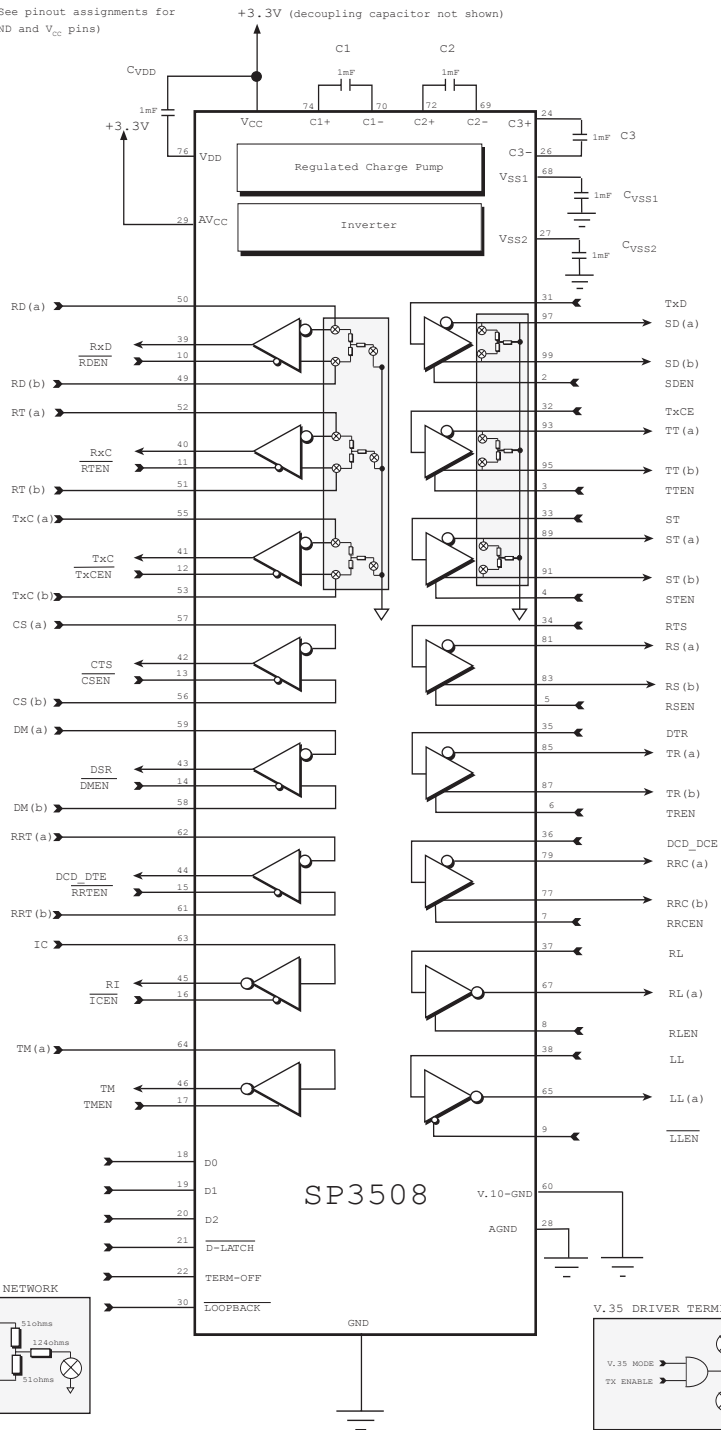 See pinout assignments for
ND and VCC pins)
+3.3V (decoupling capacitor not shown)
C1
C2
CVDD
1mF
1mF
1mF
74
70
72
69
+3.3V
VCC
C1+
C1-
C2+
C2-
C3+
24
1mF
C3
C3-
26
76
VDD
Regulated Charge Pump
VSS1
68
1mF
CVSS1
29
AVCC
Inverter
VSS2
27
1mF
CVSS2
RD(a)
50
RxD
39
RDEN
10
RD(b)
49
RT(a)
52
RxC
40
RTEN
11
RT(b)
51
TxC(a)
55
TxC
41
TxCEN
12
TxC(b)
53
CS(a)
57
CTS
42
CSEN
13
CS(b)
56
DM(a)
59
DSR
43
DMEN
14
DM(b)
58
RRT(a)
62
DCD_DTE
44
RRTEN
15
RRT(b)
61
IC
63
RI
45
ICEN
16
TM(a)
64
TM
46
TMEN
17
31
TxD
97
SD(a)
99
SD(b)
2
SDEN
32
TxCE
93
TT(a)
95
TT(b)
3
TTEN
33
ST
89
ST(a)
91
ST(b)
4
STEN
34
RTS
81
RS(a)
83
RS(b)
5
RSEN
35
DTR
85
TR(a)
87
TR(b)
6
TREN
36
DCD_DCE
79
RRC(a)
77
RRC(b)
7
RRCEN
37
RL
67
RL(a)
8
RLEN
38
LL
65
LL(a)
9
LLEN
18
D0
19
D1
20
D2
21
D-LATCH
22
TERM-OFF
30
LOOPBACK
SP3508
V.10-GND
60
AGND
28
GND
NETWORK
51ohms
124ohms
51ohms
V.35 DRIVER TERMI
V.35 MODE
TX ENABLE